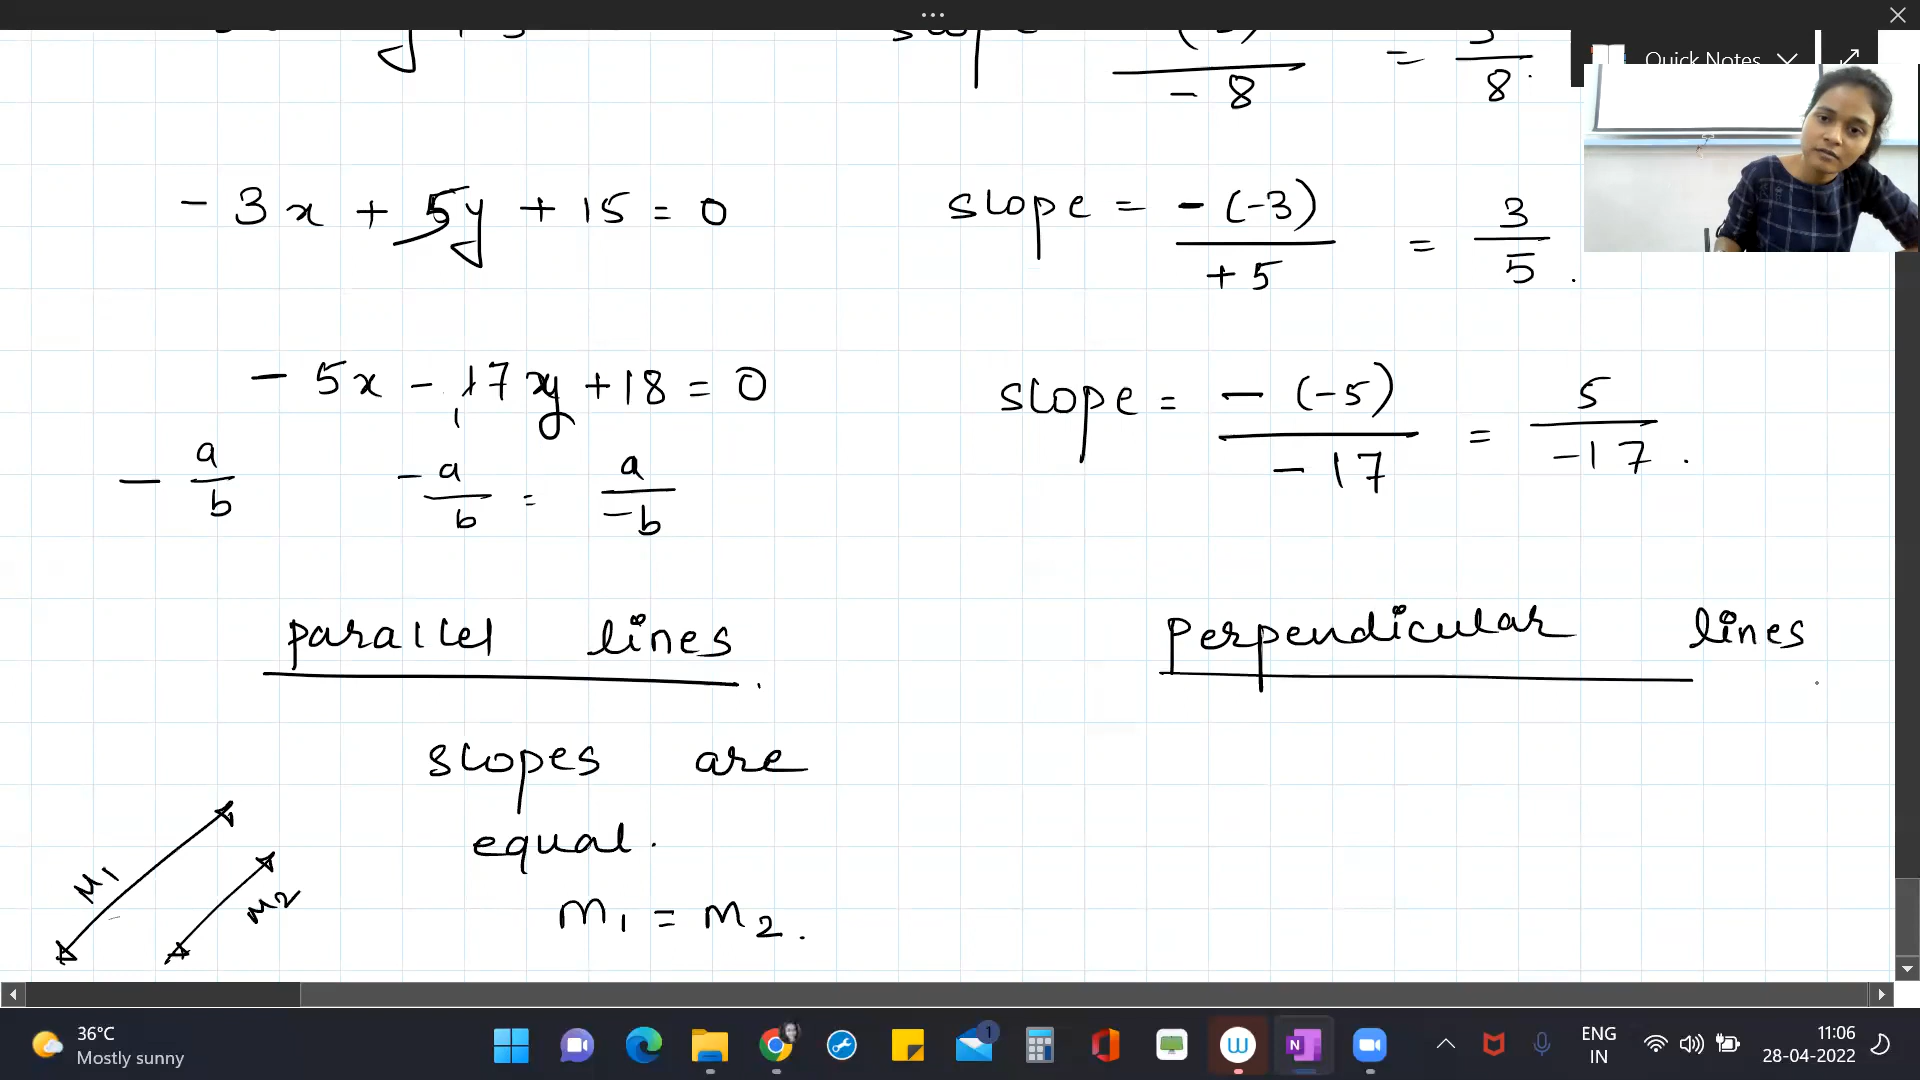 slope (-3) / - 8 = 3 / 8.
Quick Notes
- 3x + 5y + 15 = 0
slope = - (-3) / +5 = 3 / 5.
- 5x - 17y + 18 = 0
slope = - (-5) / - 17 = 5 / -17.
- a / b
- a / b = a / -b
parallel lines.
perpendicular lines
slopes are
equal.
M1
M2
m1 = m2.
36°C
Mostly sunny
1
ENG
IN
11:06
28-04-2022